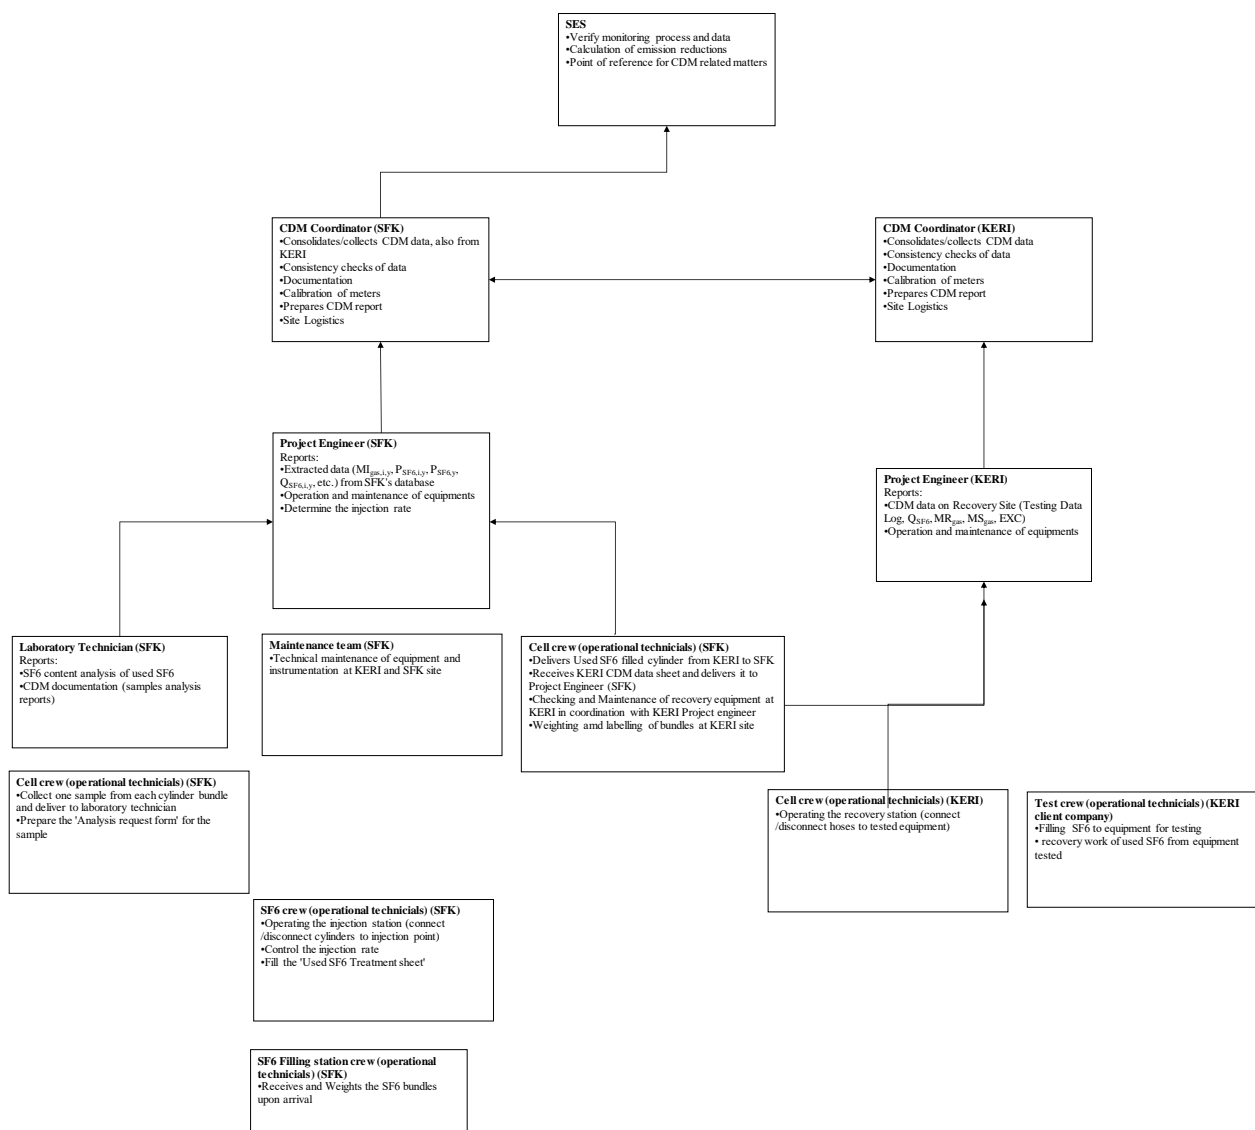 SES
•Verify monitoring process and data
•Calculation of emission reductions
•Point of reference for CDM related matters
CDM Coordinator (SFK)
•Consolidates/collects CDM data, also from
KERI
•Consistency checks of data
•Documentation
•Calibration of meters
•Prepares CDM report
•Site Logistics
CDM Coordinator (KERI)
•Consolidates/collects CDM data
•Consistency checks of data
•Documentation
•Calibration of meters
•Prepares CDM report
•Site Logistics
Project Engineer (SFK)
Reports:
•Extracted data (MIgas,i,y, PSF6,i,y, PSF6,y,
QSF6,i,y, etc.) from SFK's database
•Operation and maintenance of equipments
•Determine the injection rate
Project Engineer (KERI)
Reports:
•CDM data on Recovery Site (Testing Data
Log, QSF6, MRgas, MSgas, EXC)
•Operation and maintenance of equipments
Laboratory Technician (SFK)
Reports:
•SF6 content analysis of used SF6
•CDM documentation (samples analysis
reports)
Maintenance team (SFK)
•Technical maintenance of equipment and
instrumentation at KERI and SFK site
Cell crew (operational technicials) (SFK)
•Delivers Used SF6 filled cylinder from KERI to SFK
•Receives KERI CDM data sheet and delivers it to
Project Engineer (SFK)
•Checking and Maintenance of recovery equipment at
KERI in coordination with KERI Project engineer
•Weighting amd labelling of bundles at KERI site
Cell crew (operational technicials) (SFK)
•Collect one sample from each cylinder bundle
and deliver to laboratory technician
•Prepare the 'Analysis request form' for the
sample
Cell crew (operational technicials) (KERI)
•Operating the recovery station (connect
/disconnect hoses to tested equipment)
Test crew (operational technicials) (KERI
client company)
•Filling SF6 to equipment for testing
• recovery work of used SF6 from equipment
tested
SF6 crew (operational technicials) (SFK)
•Operating the injection station (connect
/disconnect cylinders to injection point)
•Control the injection rate
•Fill the 'Used SF6 Treatment sheet'
SF6 Filling station crew (operational
technicials) (SFK)
•Receives and Weights the SF6 bundles
upon arrival